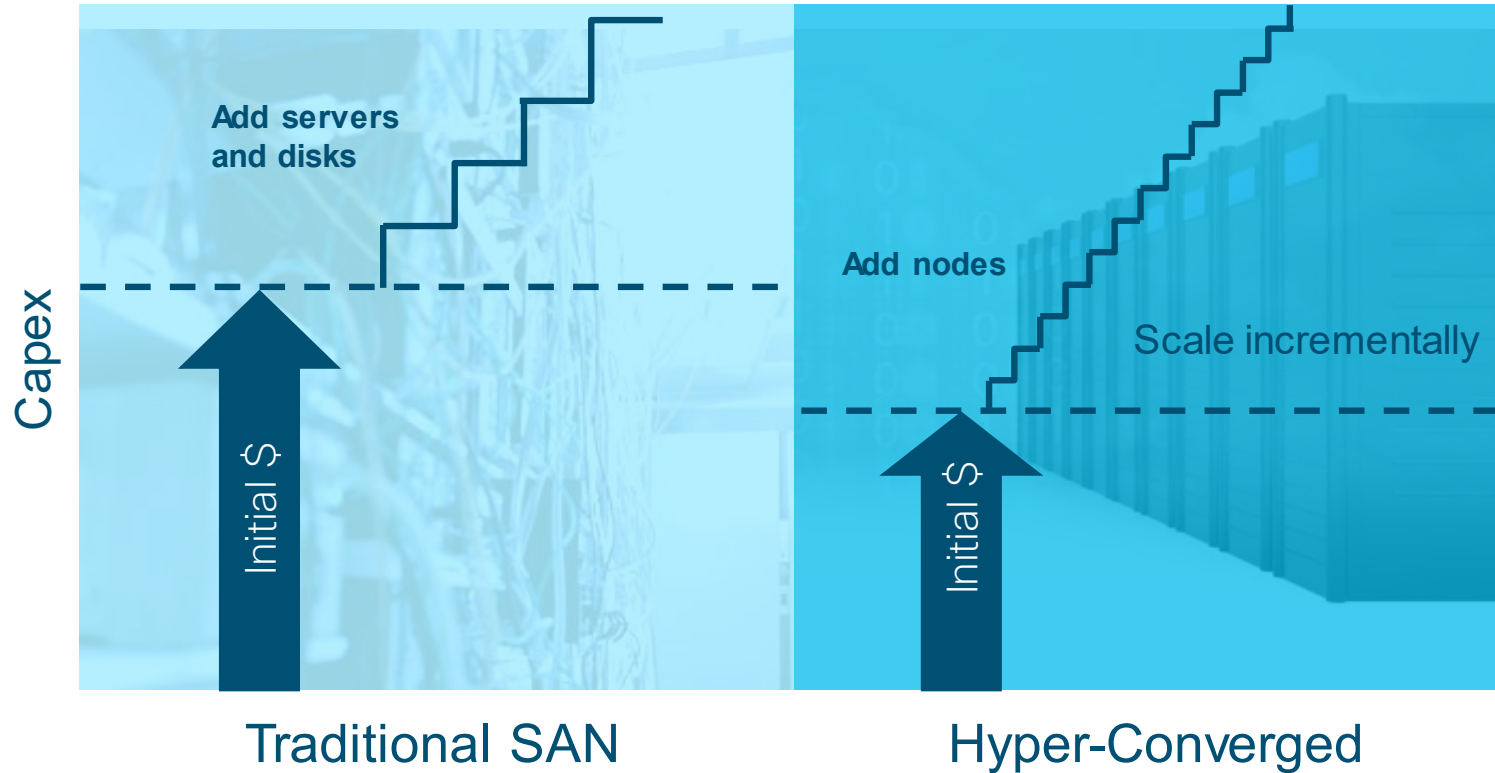 Add servers
and disks
Add nodes
Scale incrementally
Capex
Initial $
Initial $
Traditional SAN
Hyper-Converged